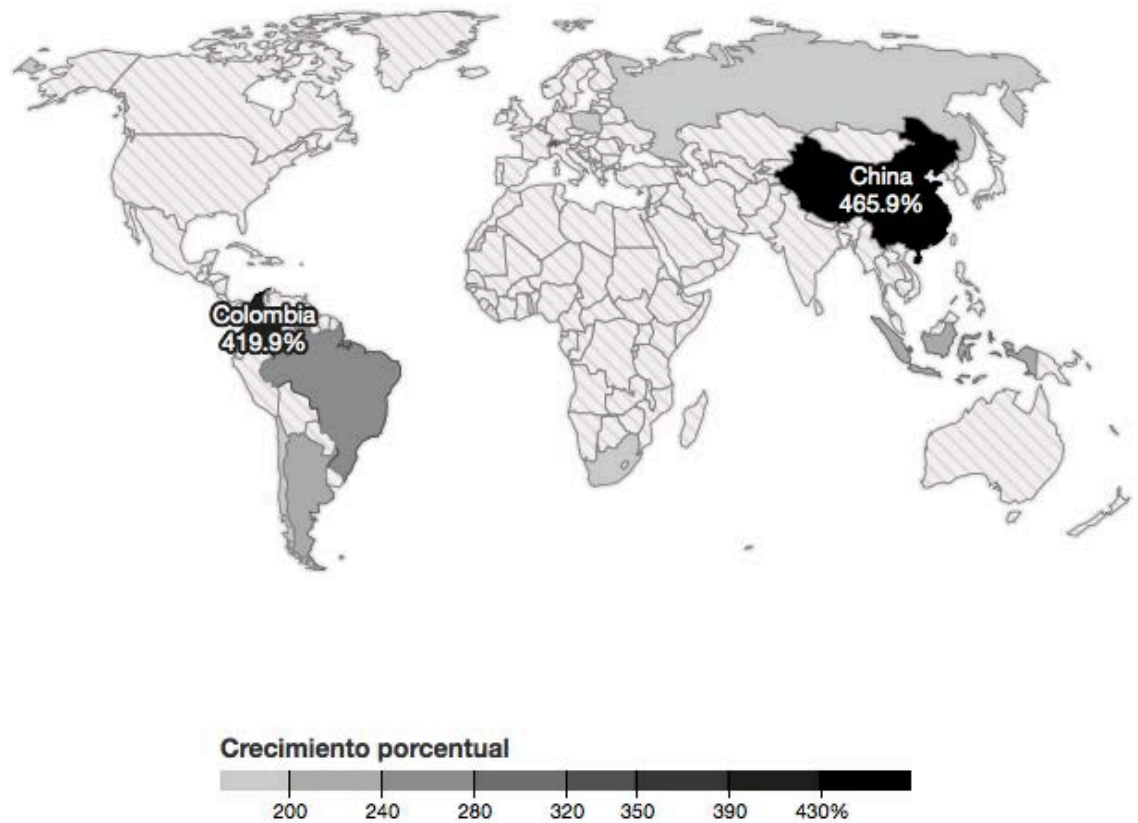 China
465.9%
Colombia
419.9%
Crecimiento porcentual
200 240 280 320 350 390 430%